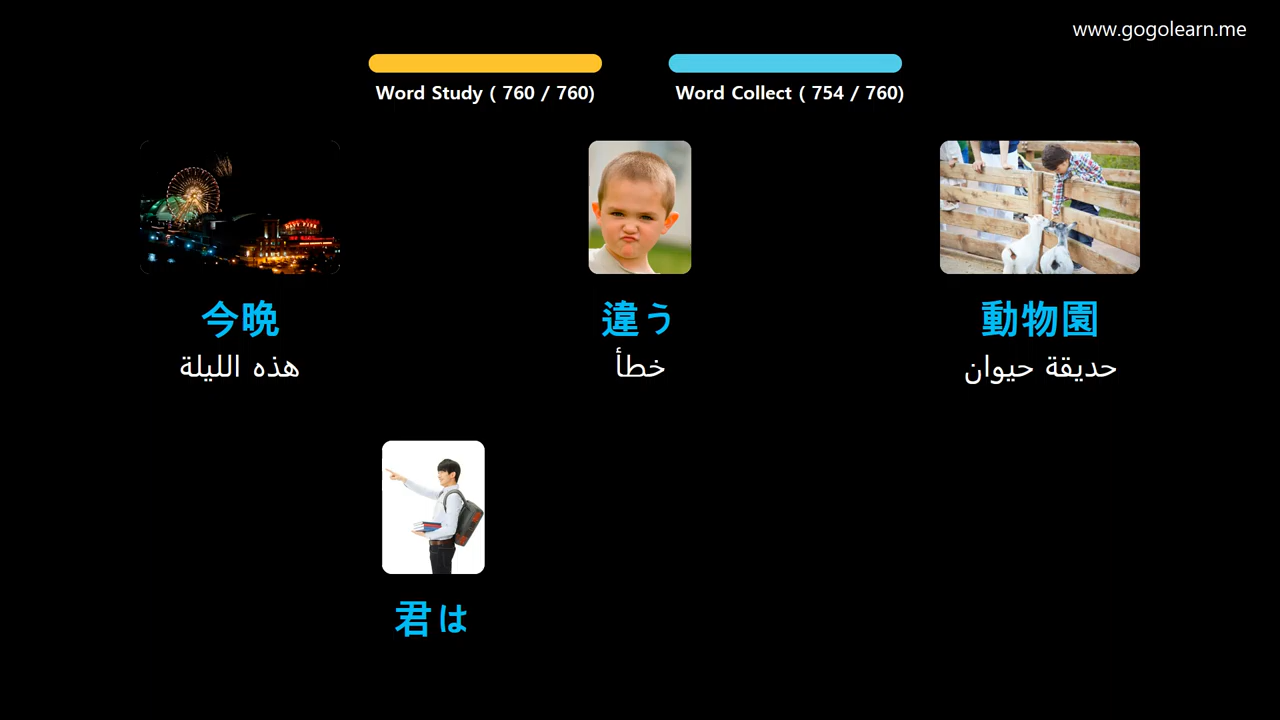 www.gogolearn.me
Word Study ( 760 / 760)
Word Collect ( 754 / 760)
今晩
هذه الليلة
違う
خطأ
動物園
حديقة حيوان
君は